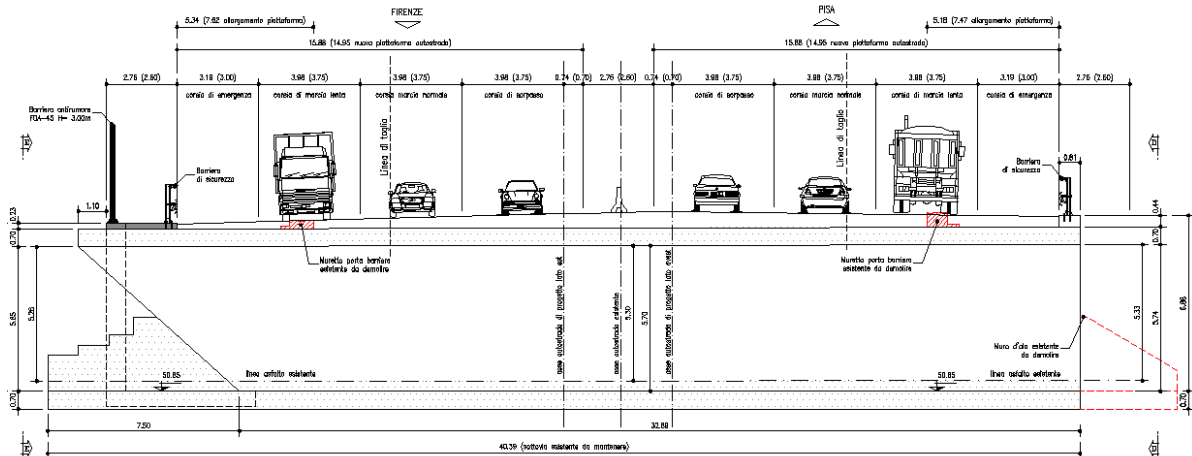 FIRENZE
PISA
5.34 (7.62 allargamento piattaforma)
5.18 (7.47 allargamento piattaforma)
15.88 (14.95 nuova piattaforma autostrada)
15.88 (14.95 nuova piattaforma autostrada)
2.76 (2.60)
3.19 (3.00)
3.98 (3.75)
3.98 (3.75)
3.98 (3.75)
0.74 (0.70)
2.76 (2.60)
0.74 (0.70)
3.98 (3.75)
3.98 (3.75)
3.98 (3.75)
3.19 (3.00)
2.76 (2.60)
corsia di emergenza
corsia di marcia lenta
corsia marcia normale
corsia di sorpasso
corsia di sorpasso
corsia marcia normale
corsia di marcia lenta
corsia di emergenza
Barriera antirumore
FOA-45 H= 3.00m
Linea di taglio
Linea di taglio
Barriera
di sicurezza
Barriera
di sicurezza
0.81
1.10
0.23
0.44
0.70
0.70
Muretto porta barriera
esistente da demolire
Muretto porta barriera
esistente da demolire
asse autostrada di progetto lato est
asse autostrada esistente
asse autostrada di progetto lato ovest
5.85
5.26
5.30
5.70
5.33
5.74
6.86
Muro d'ala esistente
da demolire
50.85
linea asfalto esistente
50.85
linea asfalto esistente
0.70
0.70
7.50
32.89
40.39 (sottovia esistente da mantenere)